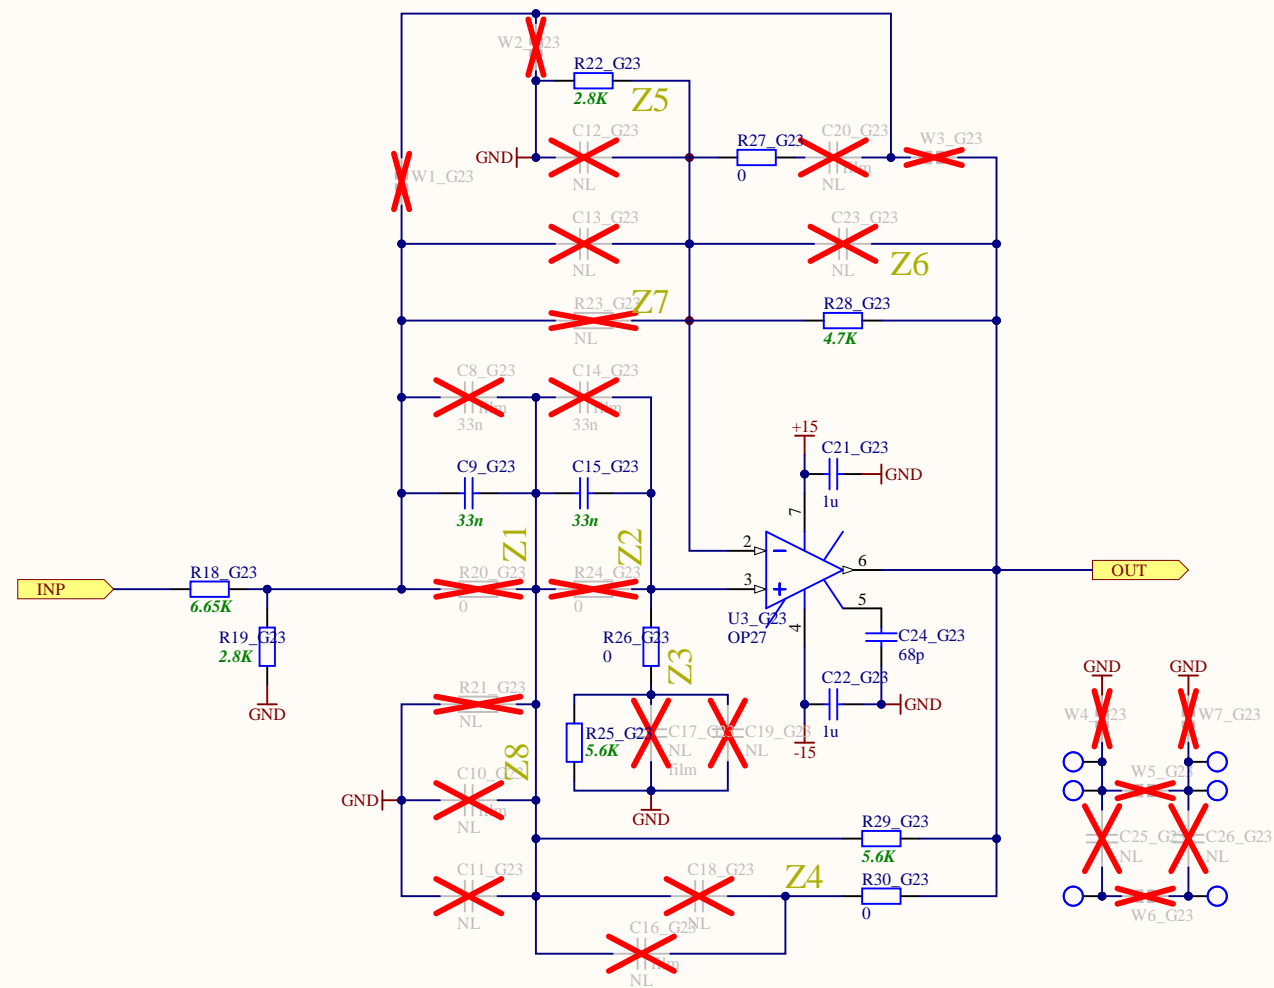 W2_G23
R22_G23
2.8K
Z5
C12_G23
GND
NL
R27_G23
0
C20_G23
film
NL
W3_G23
W1_G23
C13_G23
NL
C23_G23
NL
Z6
R23_G23
NL
Z7
R28_G23
4.7K
C8_G23
film
33n
C14_G23
film
33n
+15
C21_G23
GND
1u
7
C9_G23
33n
C15_G23
33n
Z1
Z2
2
3
6
5
4
U3_G23
OP27
INP
R18_G23
6.65K
R20_G23
0
R24_G23
0
OUT
R19_G23
2.8K
GND
R26_G23
0
Z3
C24_G23
68p
C22_G23
GND
1u
-15
R21_G23
NL
R25_G23
5.6K
C17_G23
NL
film
C19_G23
NL
GND
Z8
C10_G23
film
GND
NL
GND
GND
W4_G23
W7_G23
W5_G23
C25_G23
NL
C26_G23
NL
W6_G23
R29_G23
5.6K
C11_G23
NL
C18_G23
NL
Z4
R30_G23
0
C16_G23
film
NL